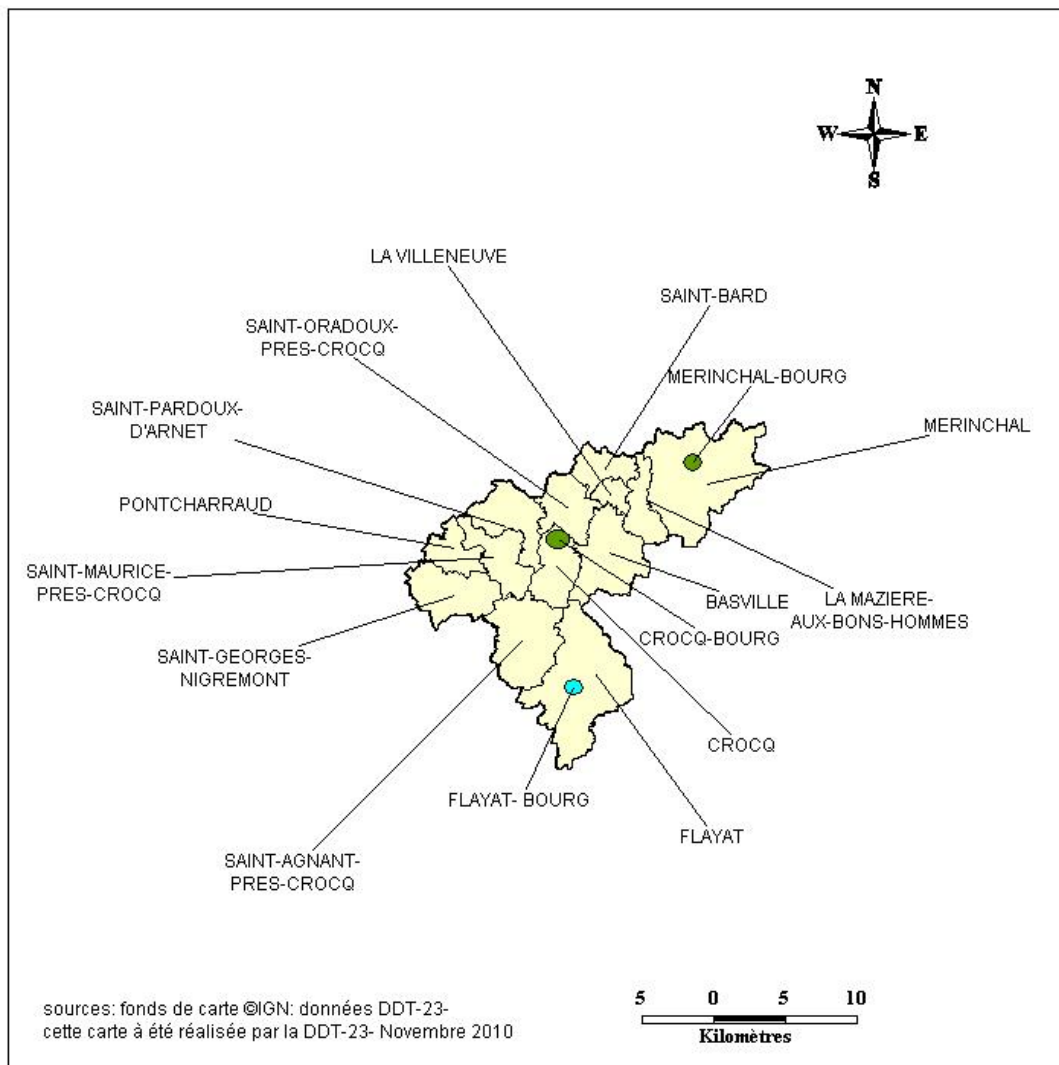 N
W E
S
LA VILLENEUVE
SAINT-BARD
SAINT-ORADOUX-
PRES-CROCQ
MERINCHAL-BOURG
SAINT-PARDOUX-
D'ARNET
MERINCHAL
PONTCHARRAUD
SAINT-MAURICE-
PRES-CROCQ
BASVILLE
LA MAZIERE-
AUX-BONS-HOMMES
CROCQ-BOURG
SAINT-GEORGES-
NIGREMONT
CROCQ
FLAYAT- BOURG
FLAYAT
SAINT-AGNANT-
PRES-CROCQ
sources: fonds de carte ©IGN: données DDT-23-
cette carte à été réalisée par la DDT-23- Novembre 2010
5 0 5 10
Kilomètres